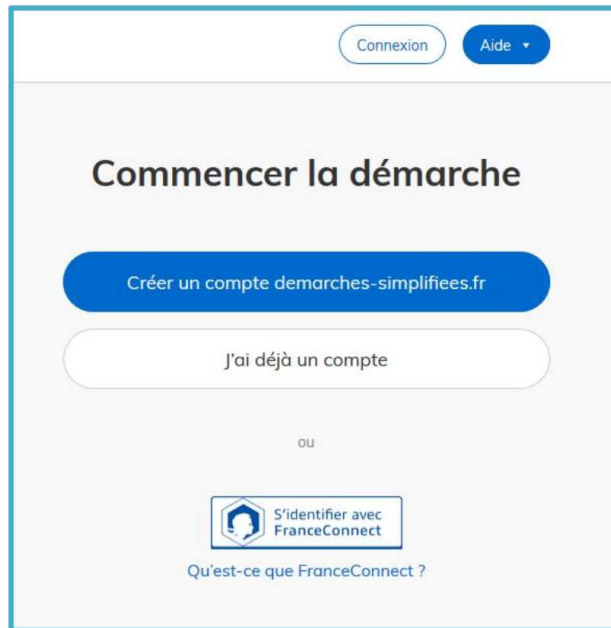 Connexion
Aide
Commencer la démarche
Créer un compte demarches-simplifiees.fr
J'ai déjà un compte
ou
S'identifier avec
FranceConnect
Qu'est-ce que FranceConnect ?